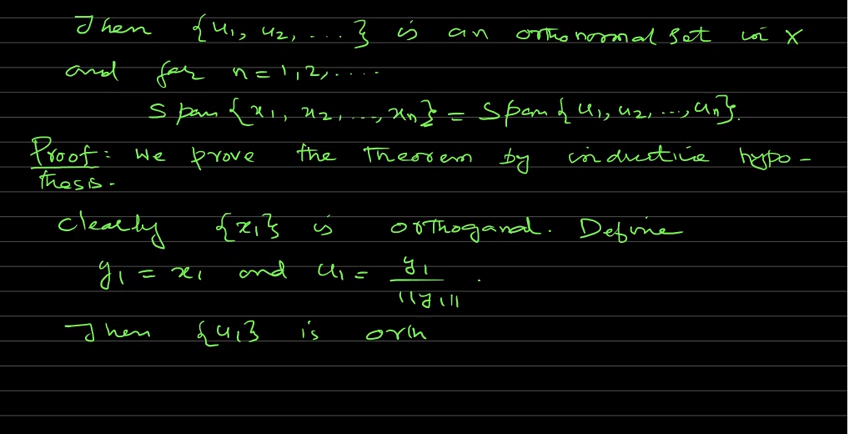 Then {u1, u2, ...} is an orthonormal set in X
and for n = 1, 2, ....
Span{x1, x2, ..., xn} = Span{u1, u2, ..., un}.
Proof: We prove the Theorem by inductive hypo-
thesis.
Clearly {x1} is orthogonal. Define
y1 = x1 and u1 = y1 / ||y1|| .
Then {u1} is orth